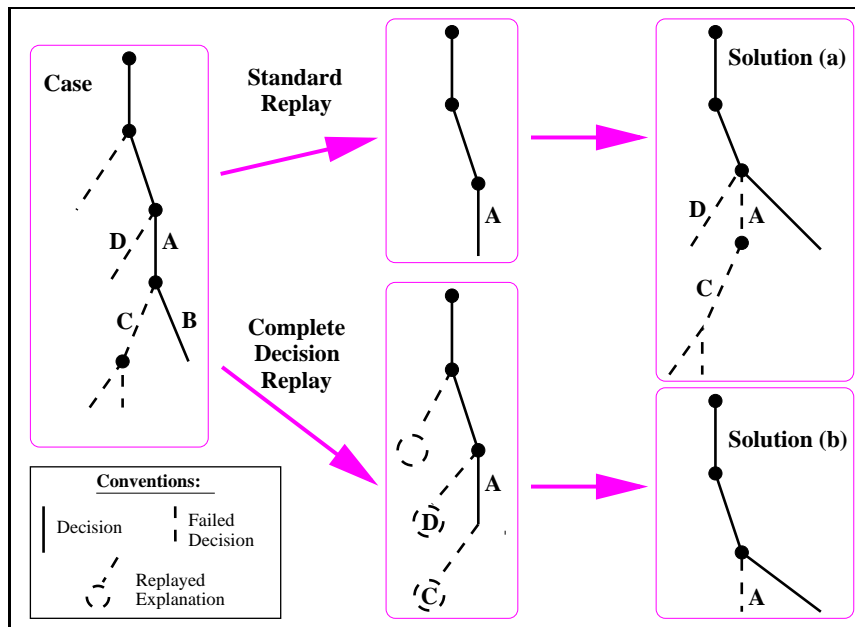 Case
D
A
C
B
Standard
Replay
A
Solution (a)
D
A
C
Complete
Decision
Replay
A
D
C
Solution (b)
A
Conventions:
Decision
Failed
Decision
Replayed
Explanation